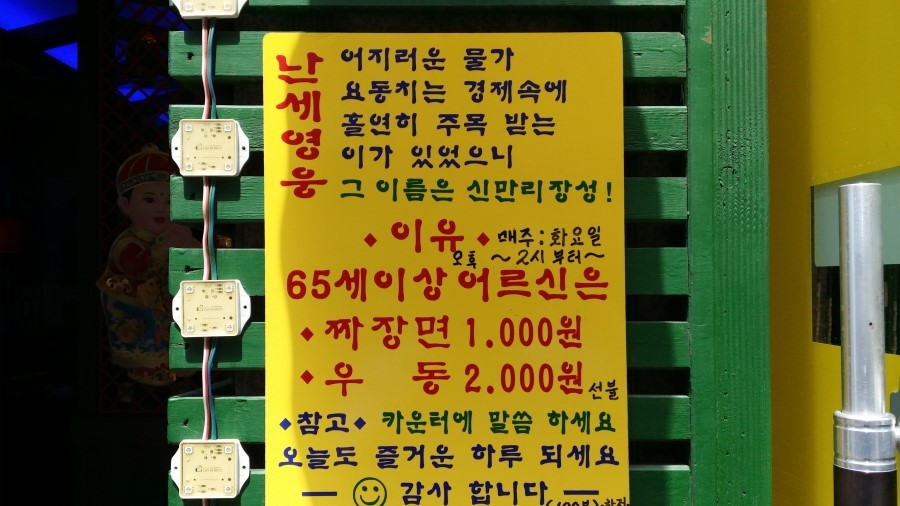 난세영웅
어지러운 물가
요동치는 경제속에
홀연히 주목 받는
이가 있었으니
그 이름은 신만리장성!
◆ 이유 ◆ 매주: 화요일
오후 ~2시 부터~
65세이상 어르신은
◆ 짜장면 1.000원
◆ 우 동 2.000원 선불
◆참고◆ 카운터에 말씀 하세요
오늘도 즐거운 하루 되세요
— 감사 합니다 —